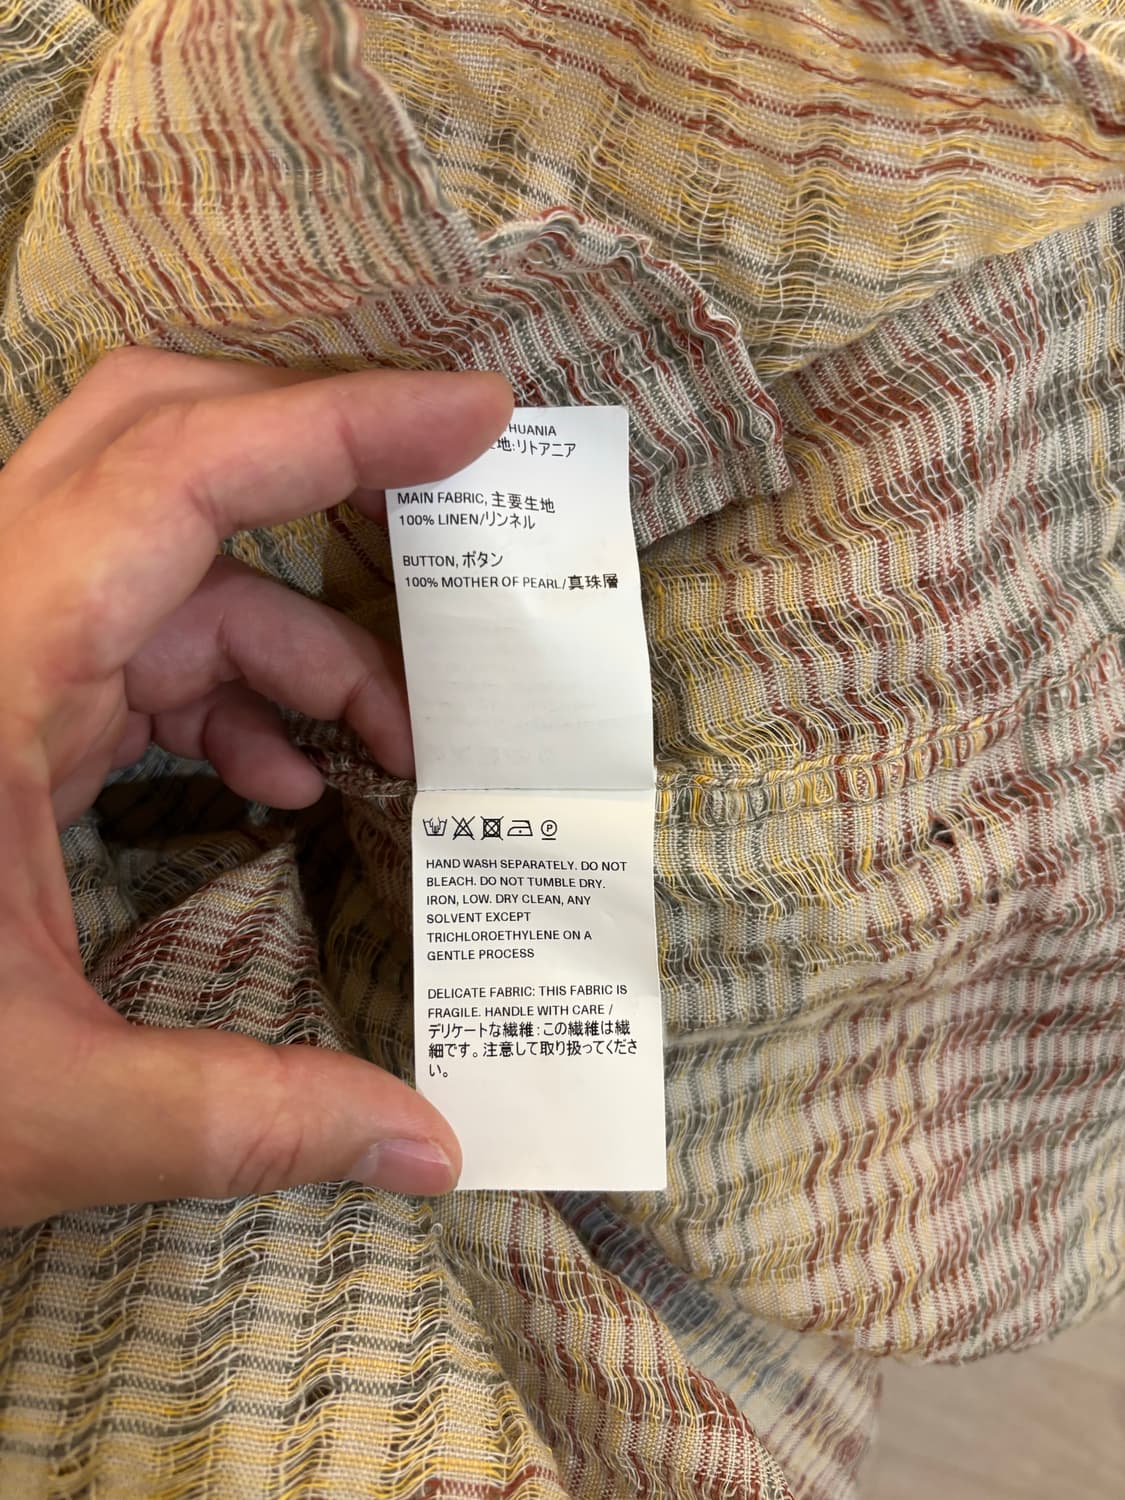 地:リトアニア
MAIN FABRIC, 主要生地
100% LINEN/リンネル
BUTTON, ボタン
100% MOTHER OF PEARL/真珠層
P
HAND WASH SEPARATELY. DO NOT
BLEACH. DO NOT TUMBLE DRY.
IRON, LOW. DRY CLEAN, ANY
SOLVENT EXCEPT
TRICHLOROETHYLENE ON A
GENTLE PROCESS
DELICATE FABRIC: THIS FABRIC IS
FRAGILE. HANDLE WITH CARE /
デリケートな繊維:この繊維は繊
細です。注意して取り扱ってくださ
い。